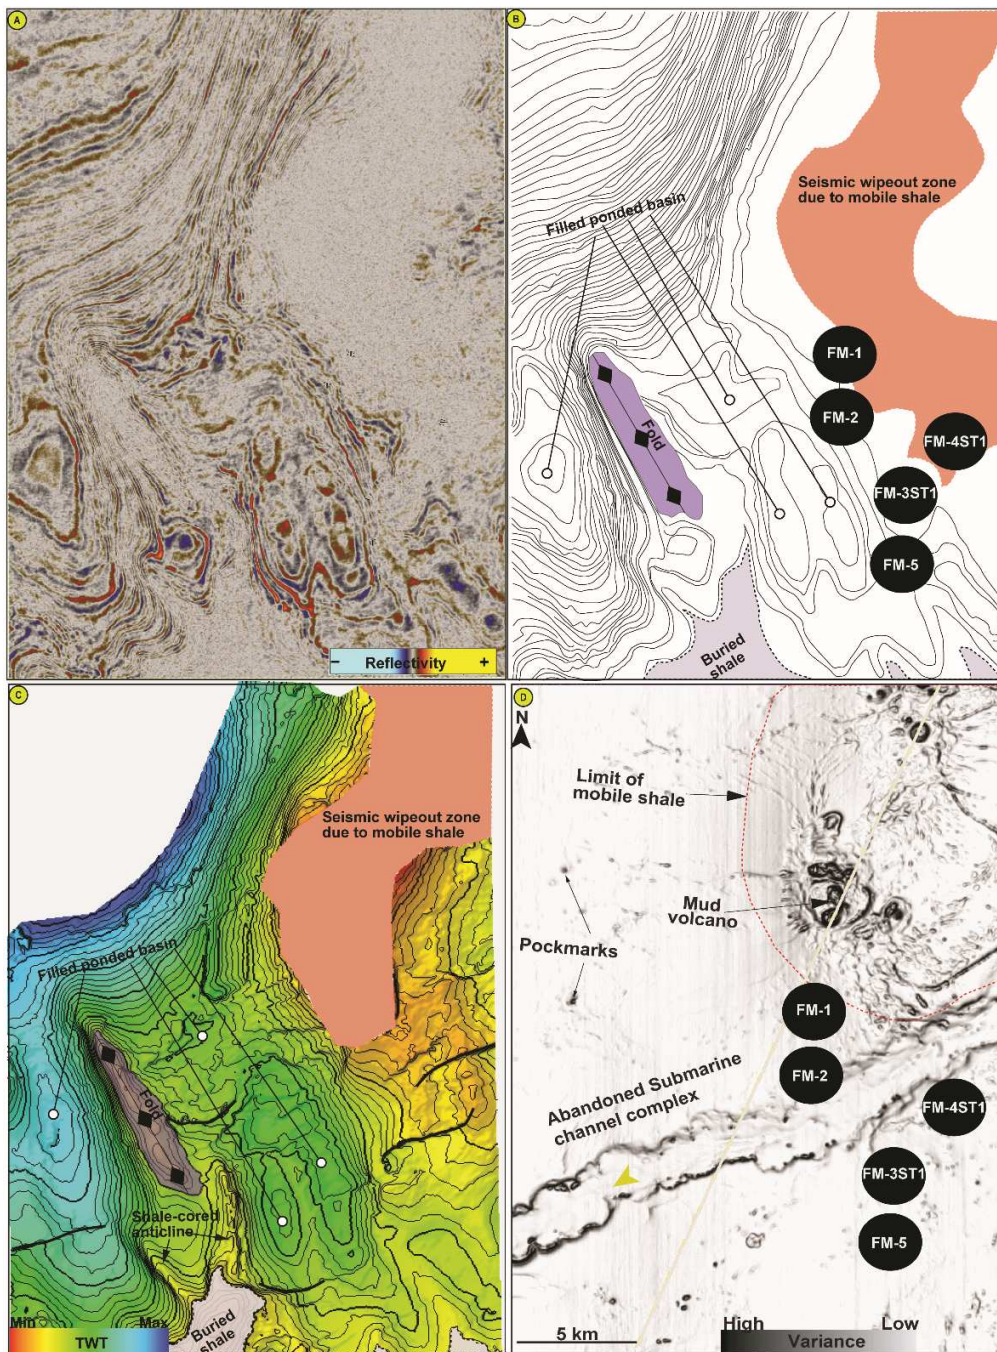 A
- Reflectivity +
B
Seismic wipeout zone
due to mobile shale
Filled ponded basin
FM-1
FM-2
FM-4ST1
FM-3ST1
FM-5
Fold
Buried
shale
C
Seismic wipeout zone
due to mobile shale
Filled ponded basin
Fold
Shale-cored
anticline
Buried
shale
Min Max
TWT
D
N
Limit of
mobile shale
Mud
volcano
Pockmarks
FM-1
FM-2
Abandoned Submarine
channel complex
FM-4ST1
FM-3ST1
FM-5
5 km
High Low
Variance